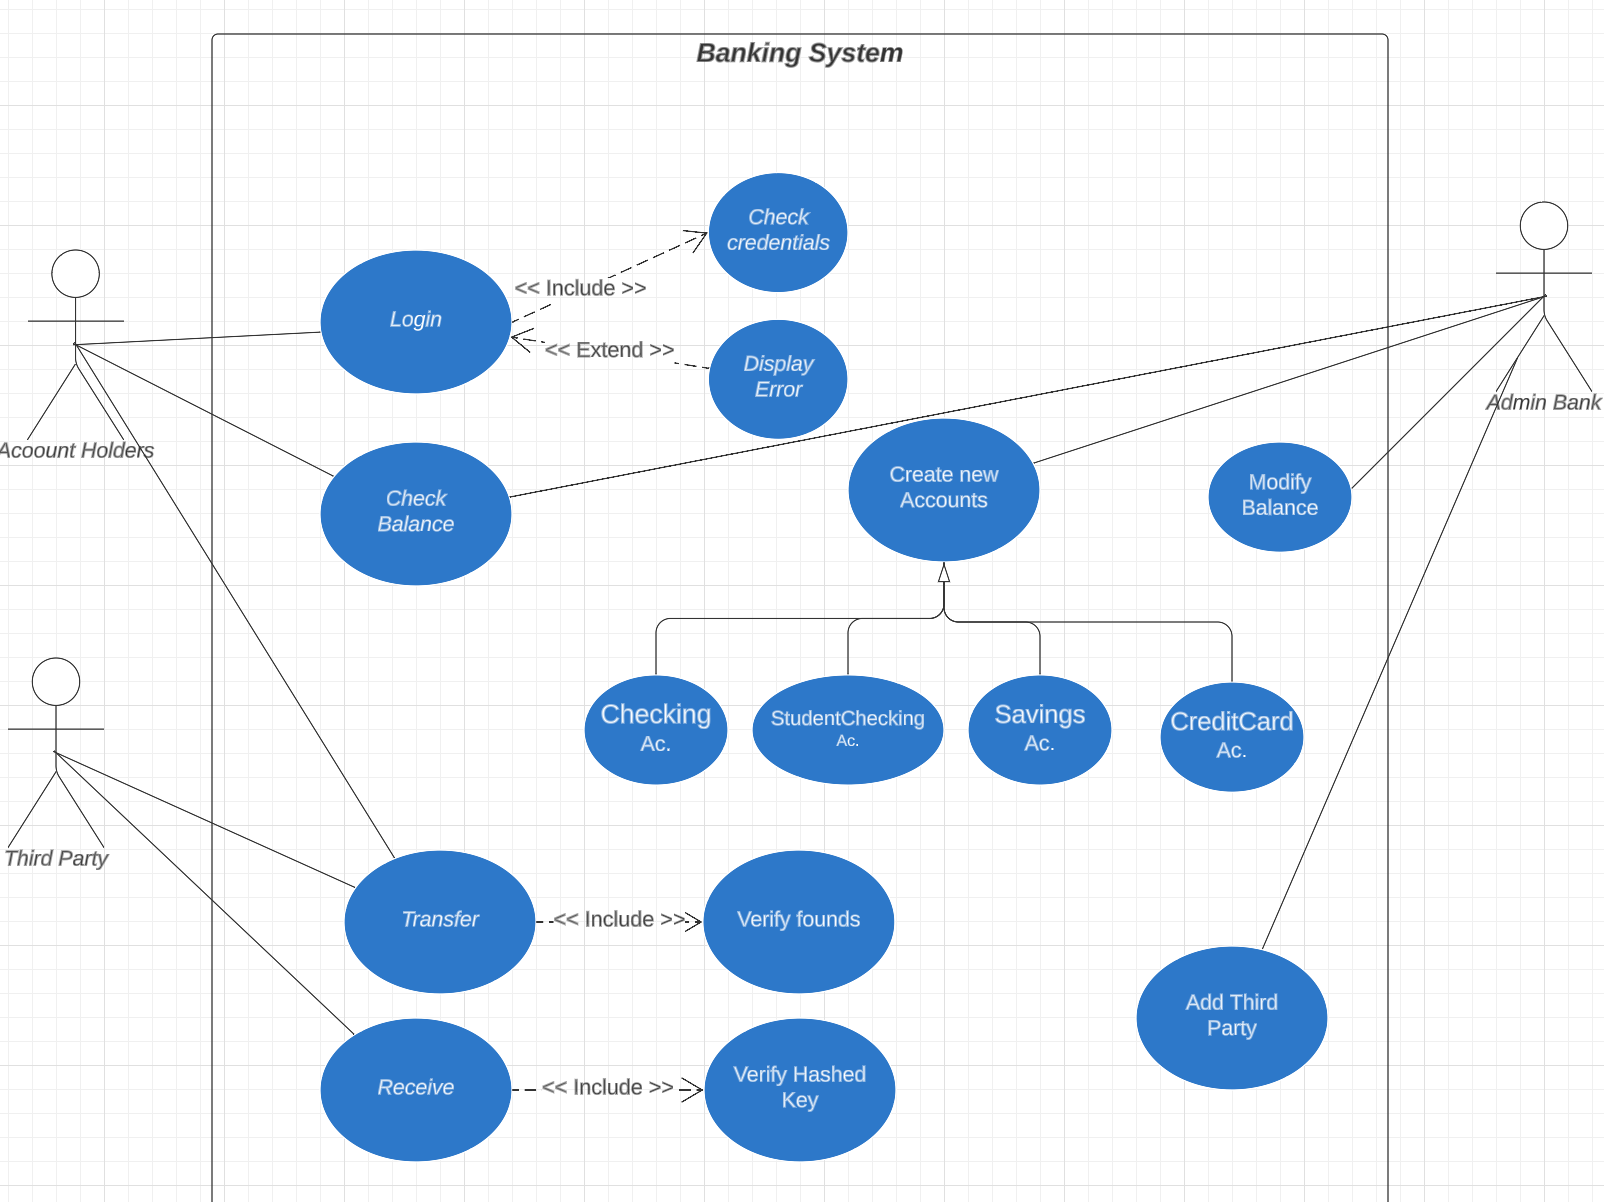 Banking System
Check
credentials
<< Include >>
Login
<< Extend >>
Display
Error
Acoount Holders
Admin Bank
Check
Balance
Create new
Accounts
Modify
Balance
Checking
Ac.
StudentChecking
Ac.
Savings
Ac.
CreditCard
Ac.
Third Party
Transfer
<< Include >>
Verify founds
Add Third
Party
Receive
<< Include >>
Verify Hashed
Key